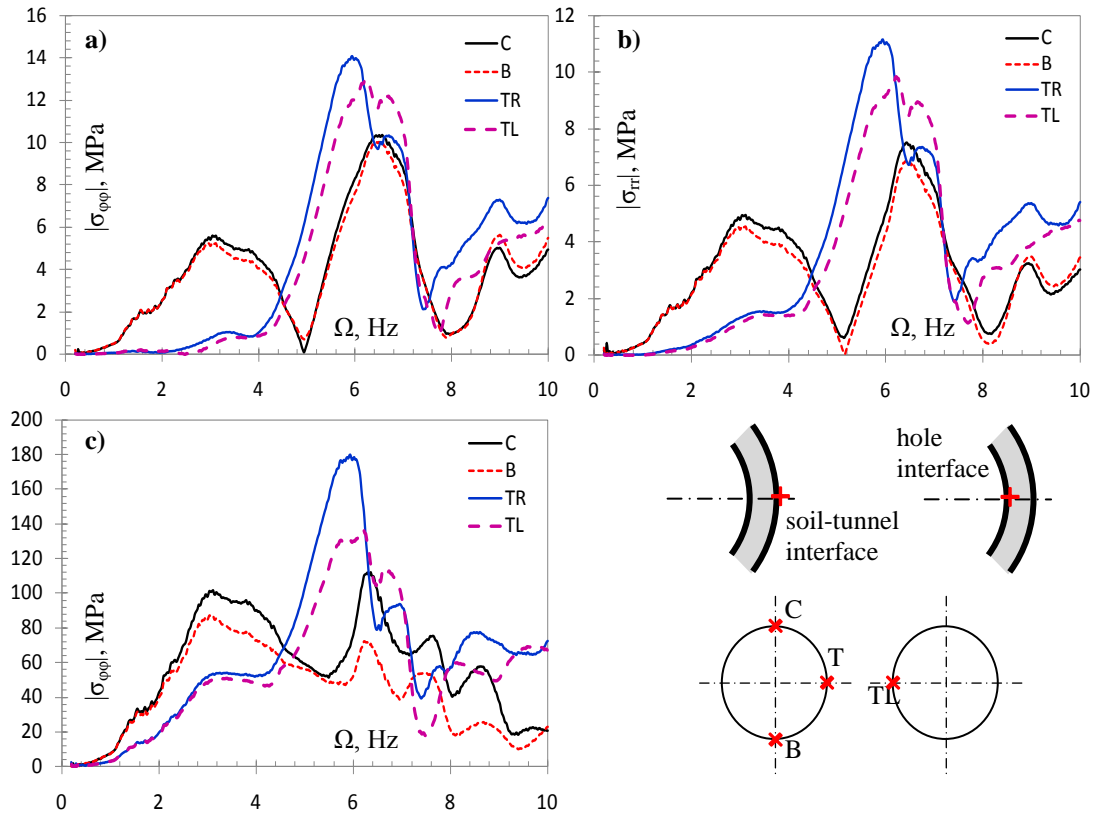 a)
|σφφ|, MPa
16
14
12
10
8
6
4
2
0
0 2 4 6 8 10
Ω, Hz
C
B
TR
TL
b)
|σrr|, MPa
12
10
8
6
4
2
0
0 2 4 6 8 10
Ω, Hz
C
B
TR
TL
c)
|σφφ|, MPa
200
180
160
140
120
100
80
60
40
20
0
0 2 4 6 8 10
Ω, Hz
C
B
TR
TL
hole
interface
soil-tunnel
interface
C
T
TL
B